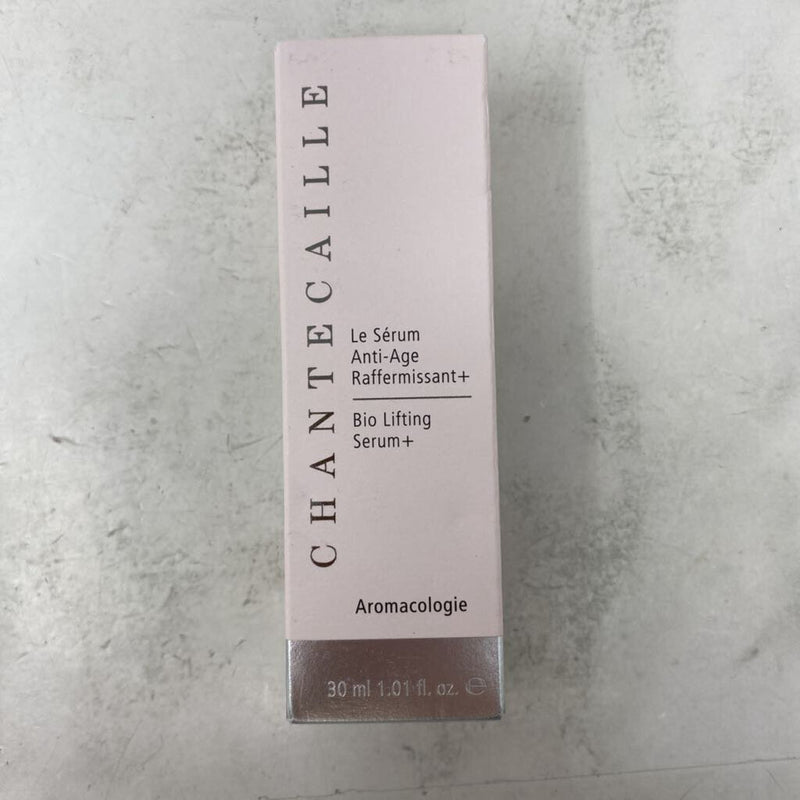 CHANTECAILLE
Le Sérum
Anti-Age
Raffermissant+
Bio Lifting
Serum+
Aromacologie
30 ml 1.01 fl. oz. ℮